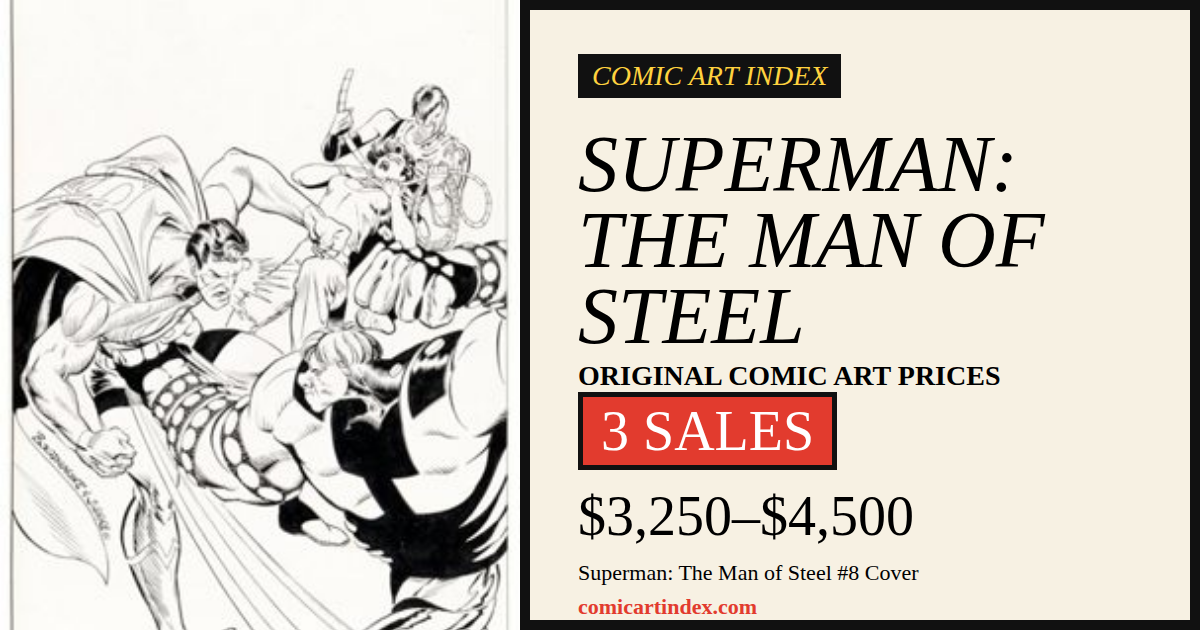 COMIC ART INDEX
SUPERMAN:
THE MAN OF
STEEL
ORIGINAL COMIC ART PRICES
3 SALES
$3,250–$4,500
Superman: The Man of Steel #8 Cover
comicartindex.com